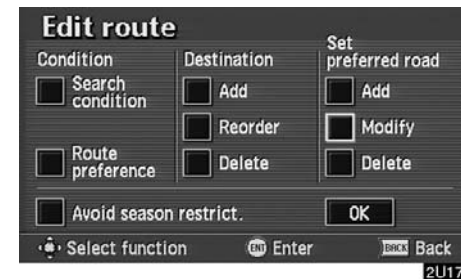 Edit route
Condition
Destination
Set
preferred road
Search
condition
Add
Add
Reorder
Modify
Route
preference
Delete
Delete
Avoid season restrict.
OK
Select function
ENT Enter
BACK Back
2U17